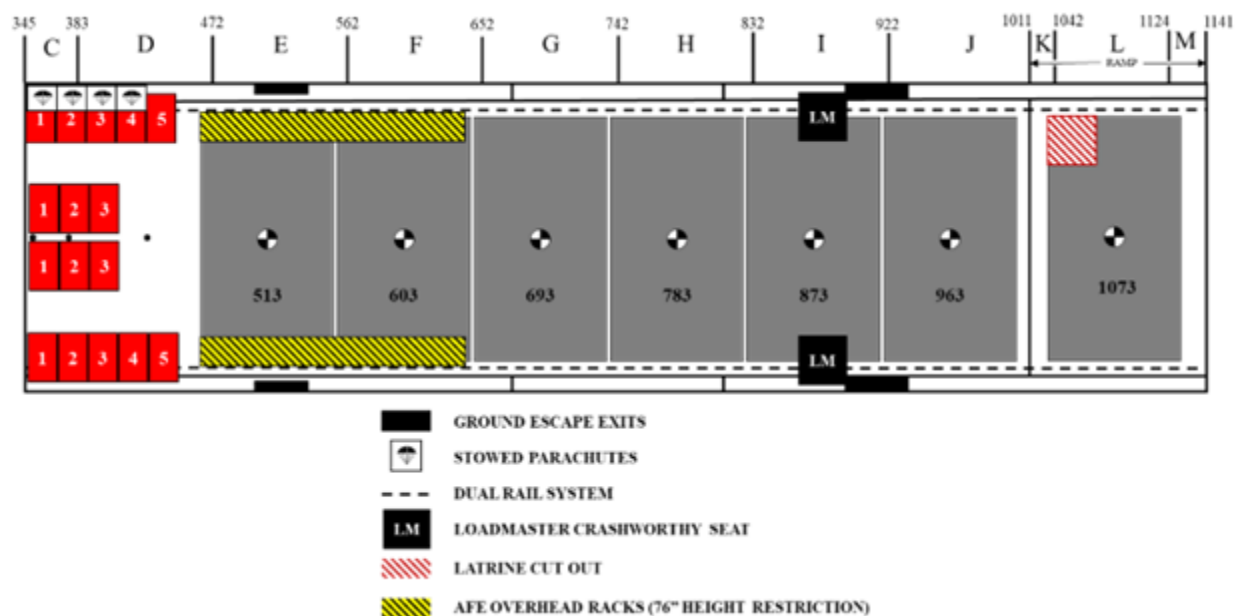 345 383 472 562 652 742 832 922 1011 1042 1124 1141
C D E F G H I J K L M
RAMP
1 2 3 4 5 LM
1 2 3
1 2 3
513 603 693 783 873 963 1073
1 2 3 4 5 LM
GROUND ESCAPE EXITS
STOWED PARACHUTES
DUAL RAIL SYSTEM
LM LOADMASTER CRASHWORTHY SEAT
LATRINE CUT OUT
AFE OVERHEAD RACKS (76” HEIGHT RESTRICTION)